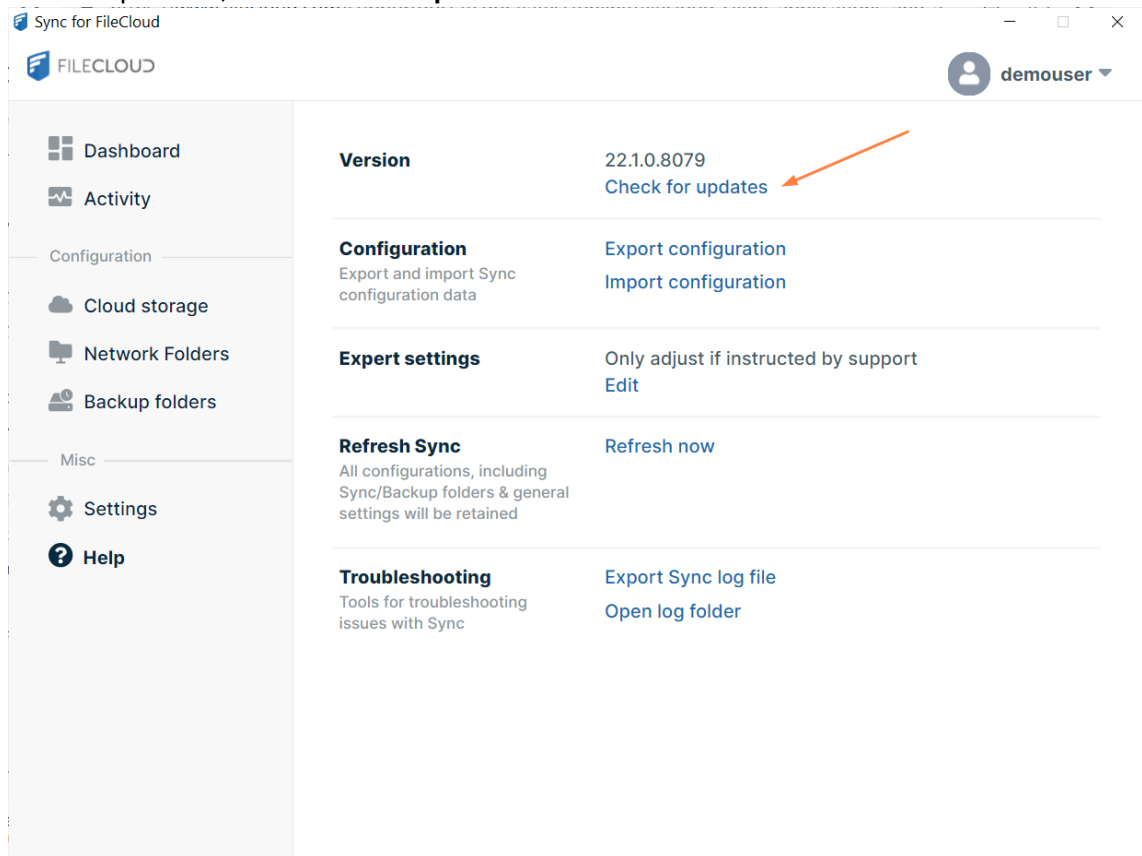 Sync for FileCloud
FILECLOUD
demouser
Dashboard
Activity
Configuration
Cloud storage
Network Folders
Backup folders
Misc
Settings
Help
Version
22.1.0.8079
Check for updates
Configuration
Export and import Sync
configuration data
Export configuration
Import configuration
Expert settings
Only adjust if instructed by support
Edit
Refresh Sync
All configurations, including
Sync/Backup folders & general
settings will be retained
Refresh now
Troubleshooting
Tools for troubleshooting
issues with Sync
Export Sync log file
Open log folder